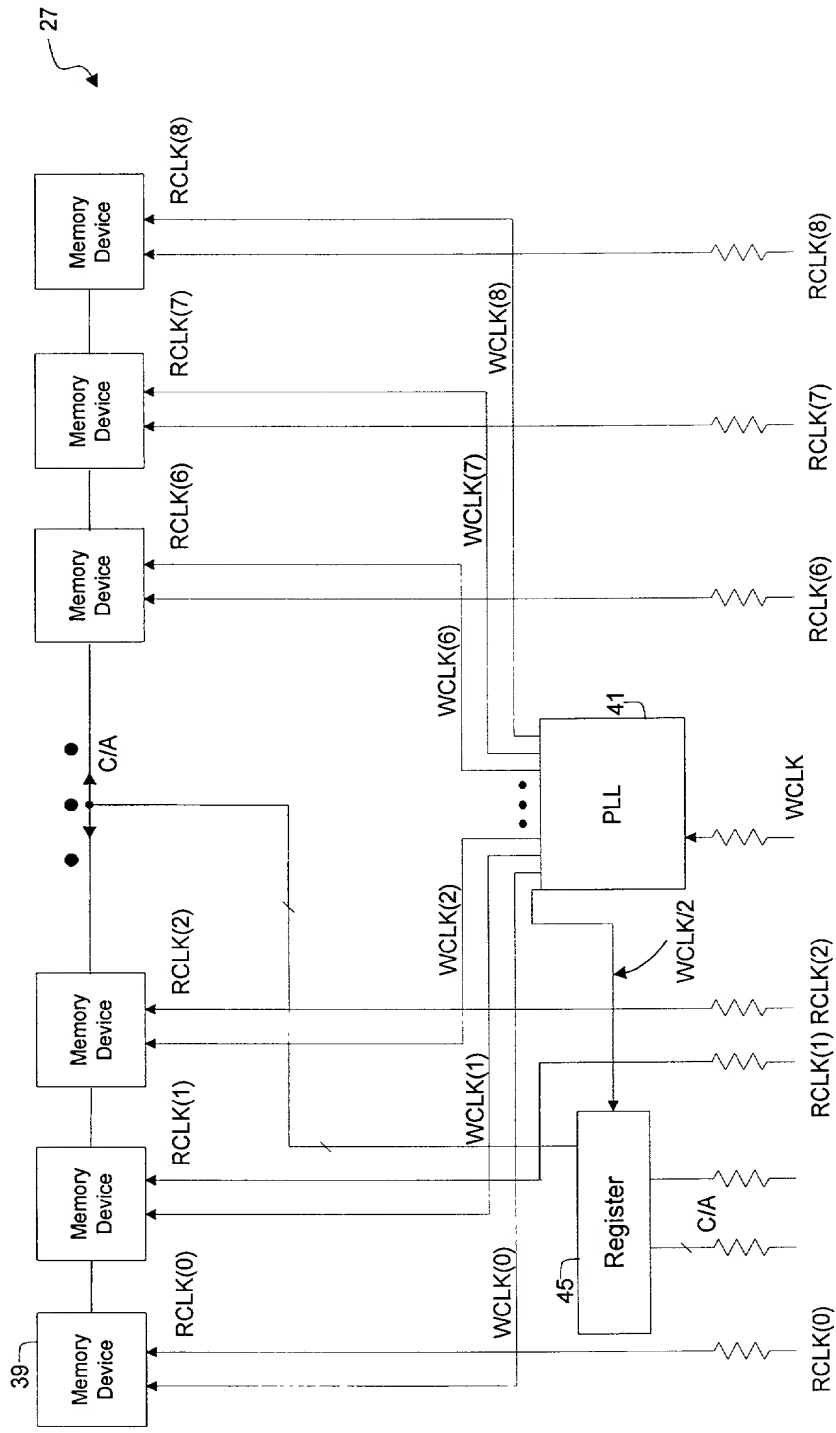 27
39
Memory
Device
Memory
Device
Memory
Device
Memory
Device
Memory
Device
Memory
Device
C/A
RCLK(0)
RCLK(1)
RCLK(2)
RCLK(6)
RCLK(7)
RCLK(8)
WCLK(0)
WCLK(1)
WCLK(2)
WCLK(6)
WCLK(7)
WCLK(8)
45
Register
41
PLL
WCLK/2
C/A
RCLK(0)
RCLK(1)
RCLK(2)
WCLK
RCLK(6)
RCLK(7)
RCLK(8)